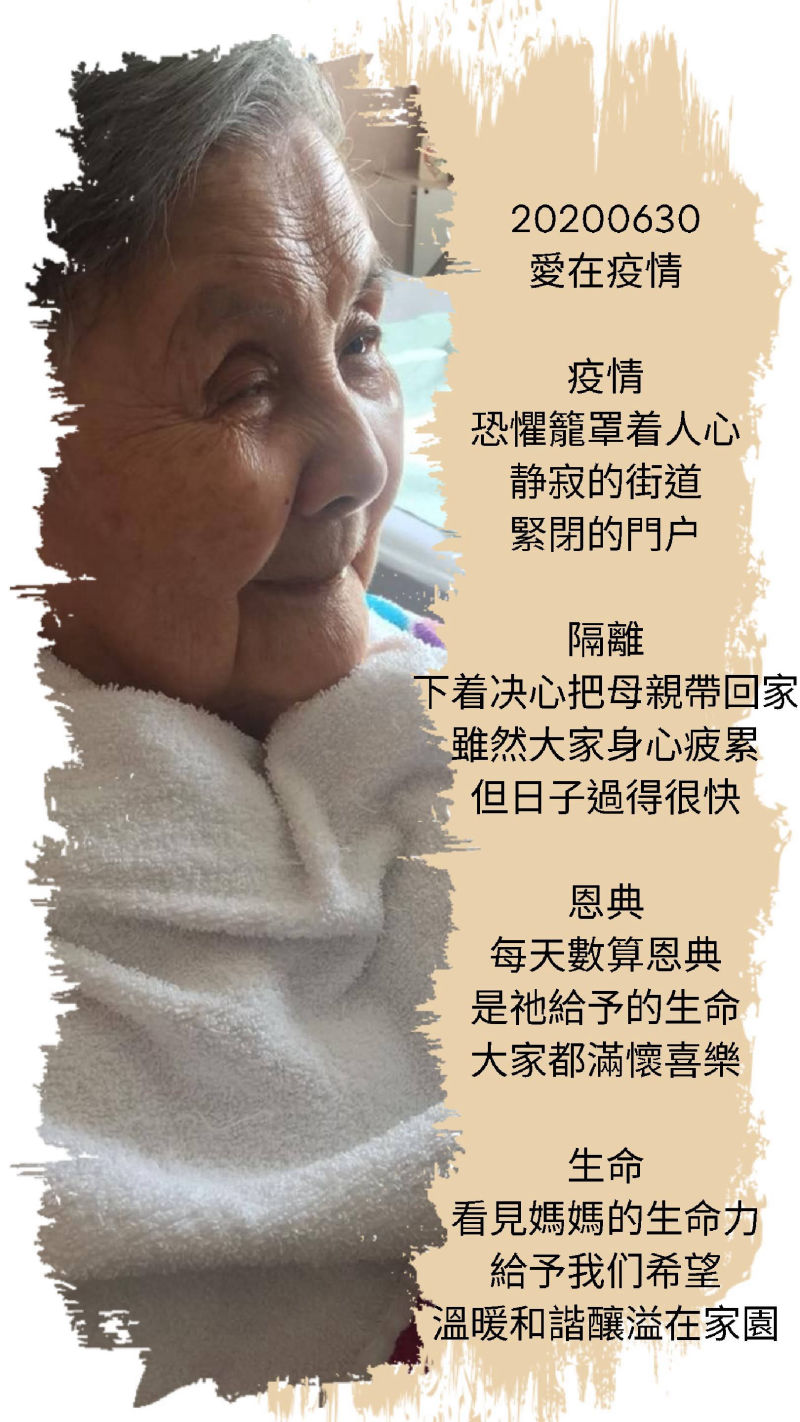 20200630
愛在疫情
疫情
恐懼籠罩着人心
静寂的街道
緊閉的門户
隔離
下着决心把母親帶回家
雖然大家身心疲累
但日子過得很快
恩典
每天數算恩典
是祂給予的生命
大家都滿懷喜樂
生命
看見媽媽的生命力
給予我们希望
溫暖和諧釀溢在家園